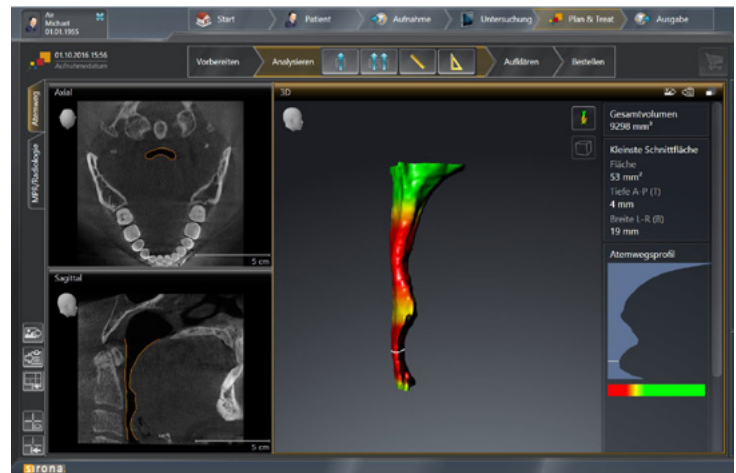 Air
Michael
01.01.1955
Start
Patient
Aufnahme
Untersuchung
Plan & Treat
Ausgabe
01.10.2016 15:56
Aufnahmedatum
Vorbereiten
Analysieren
Aufklären
Bestellen
Atemweg
MPR/Radiologie
Axial
5 cm
Sagittal
5 cm
3D
Gesamtvolumen
9298 mm³
Kleinste Schnittfläche
Fläche
53 mm²
Tiefe A-P (T)
4 mm
Breite L-R (B)
19 mm
Atemwegsprofil
sirona